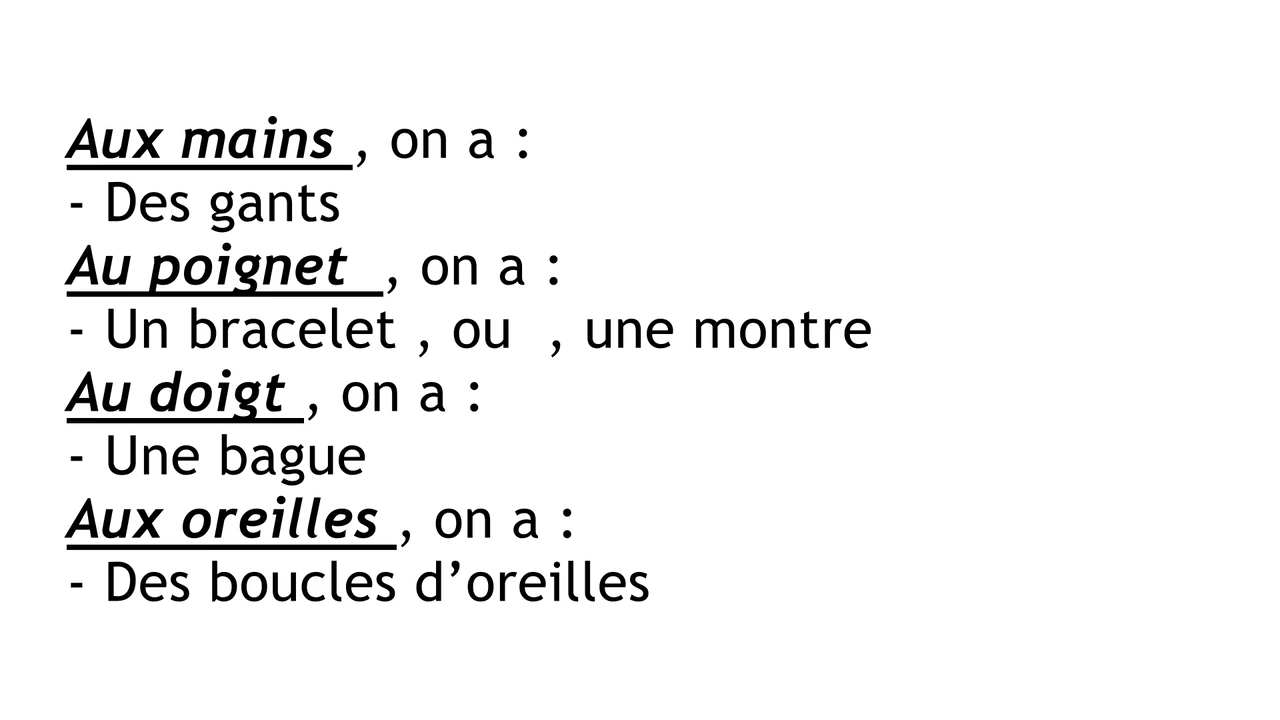 Aux mains , on a :
- Des gants
Au poignet  , on a :
- Un bracelet , ou  , une montre
Au doigt , on a :
- Une bague
Aux oreilles , on a :
- Des boucles d’oreilles